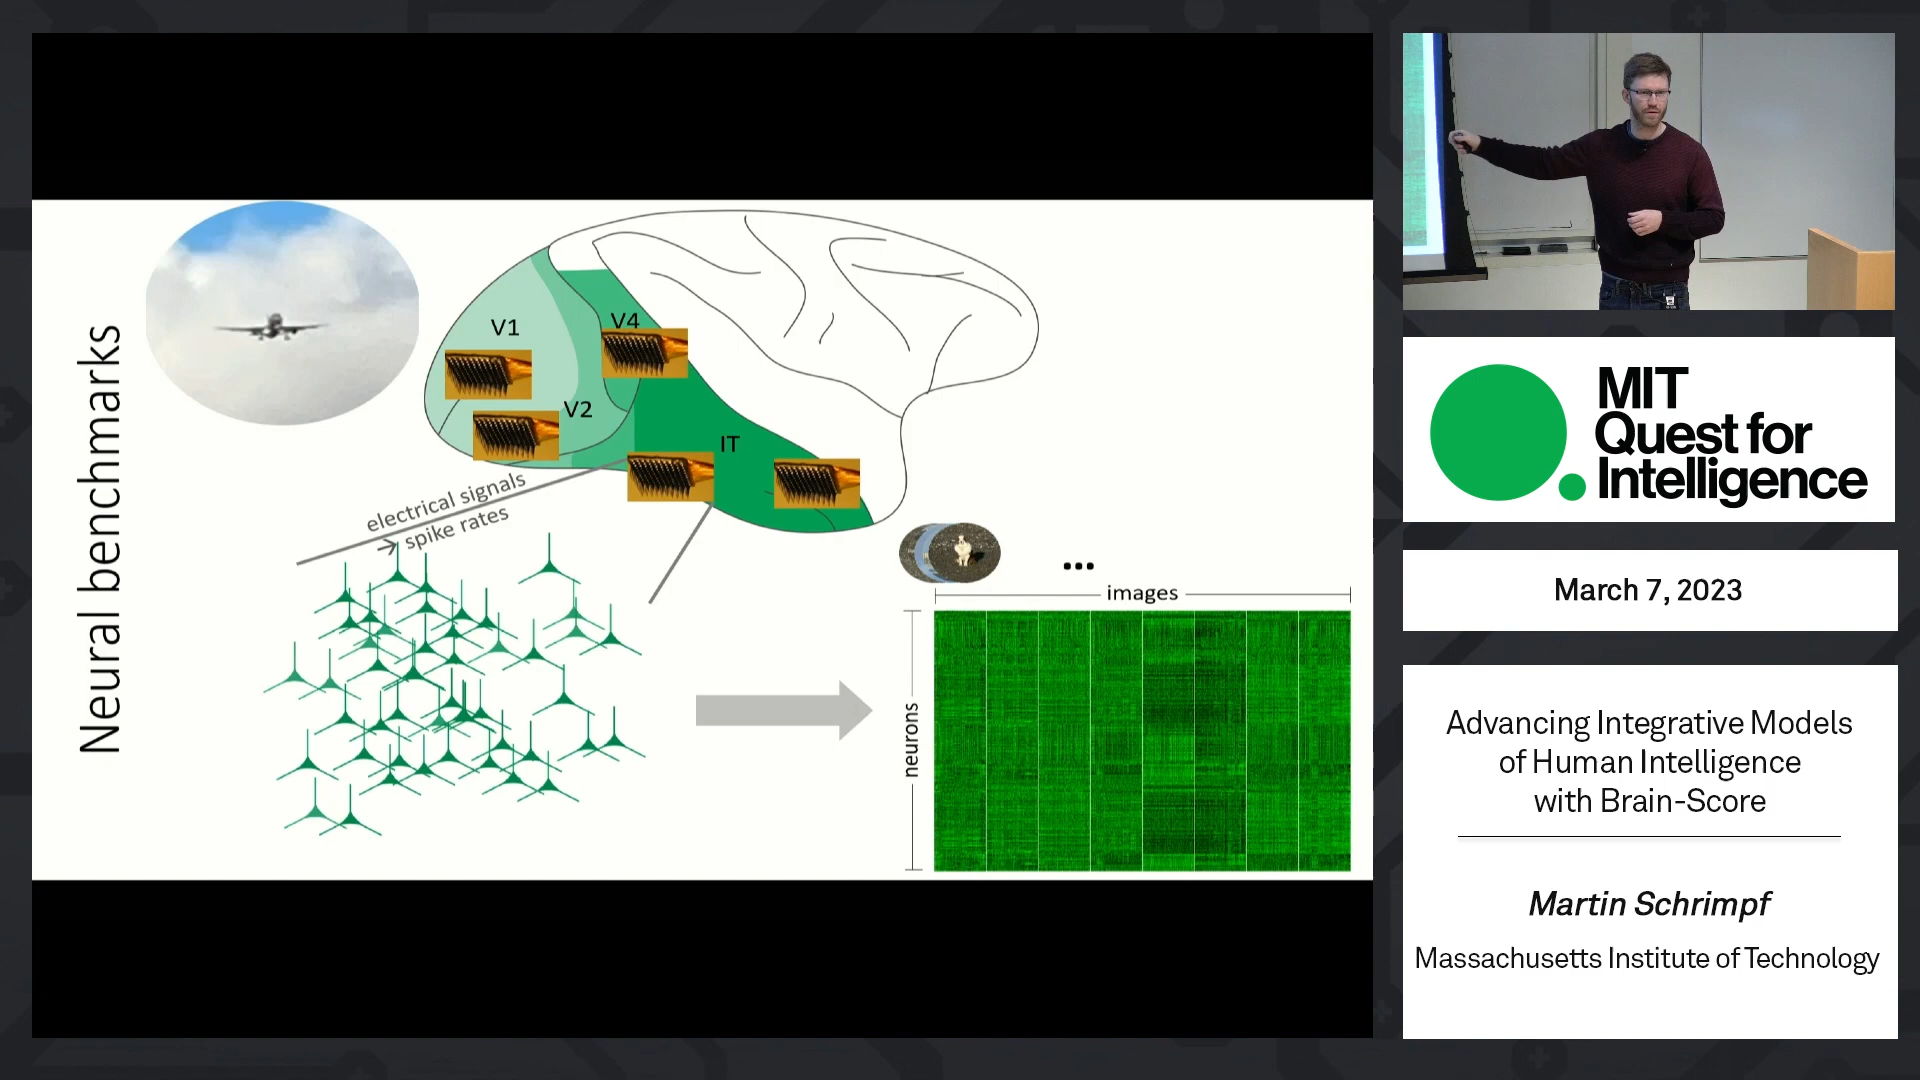 Neural benchmarks
V1
V4
V2
IT
electrical signals
→ spike rates
...
images
neurons
MIT
Quest for
Intelligence
March 7, 2023
Advancing Integrative Models
of Human Intelligence
with Brain-Score
Martin Schrimpf
Massachusetts Institute of Technology